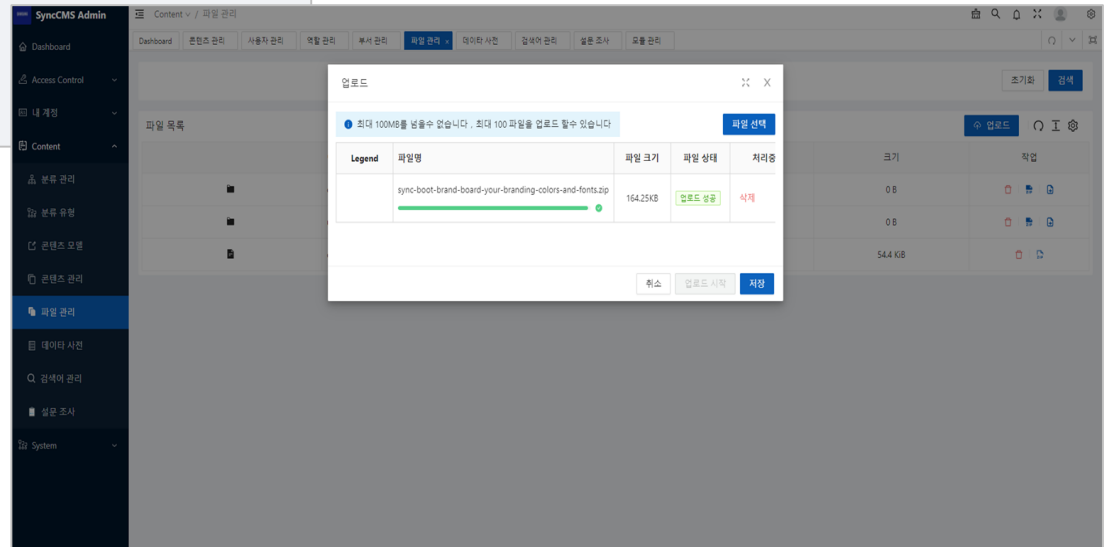 SyncCMS Admin
Content / 파일 관리
Dashboard
Access Control
내 계정
Content
분류 관리
분류 유형
콘텐츠 모델
콘텐츠 관리
파일 관리
데이타 사전
검색어 관리
설문 조사
System
Dashboard 콘텐츠 관리 사용자 관리 역할 관리 부서 관리 파일 관리 × 데이타 사전 검색어 관리 설문 조사 모듈 관리
초기화 검색
파일 목록 업로드
크기 작업
0 B
0 B
54.4 KiB
업로드
최대 100MB를 넘을수 없습니다 , 최대 100 파일을 업로드 할수 있습니다 파일 선택
Legend 파일명 파일 크기 파일 상태 처리중
sync-boot-brand-board-your-branding-colors-and-fonts.zip 164.25KB 업로드 성공 삭제
취소 업로드 시작 저장